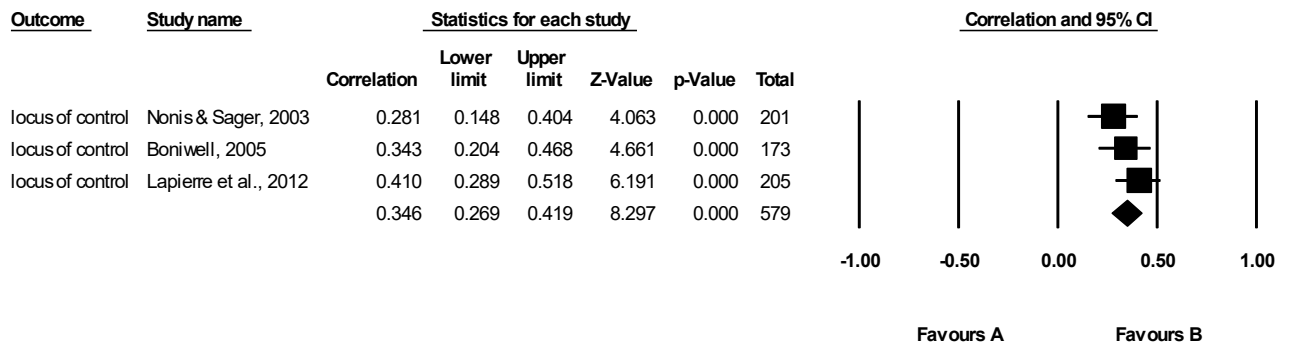 Outcome Study name Statistics for each study Correlation and 95% CI
Lower Upper
Correlation limit limit Z-Value p-Value Total
locus of control Nonis & Sager, 2003 0.281 0.148 0.404 4.063 0.000 201
locus of control Boniwell, 2005 0.343 0.204 0.468 4.661 0.000 173
locus of control Lapierre et al., 2012 0.410 0.289 0.518 6.191 0.000 205
0.346 0.269 0.419 8.297 0.000 579
-1.00 -0.50 0.00 0.50 1.00
Favours A Favours B